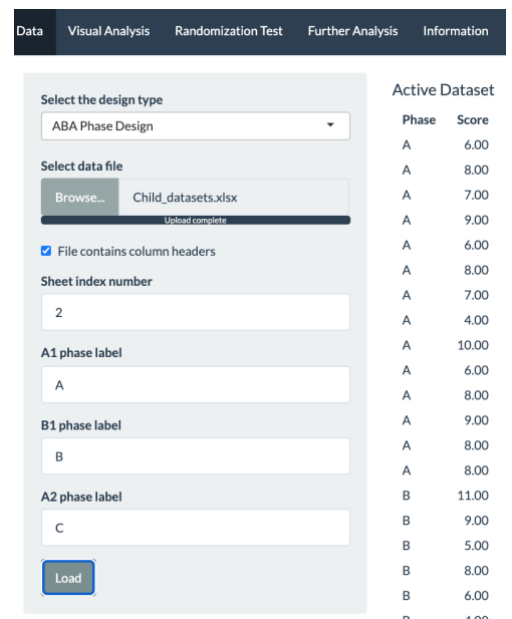 Data Visual Analysis Randomization Test Further Analysis Information
Select the design type
ABA Phase Design
Select data file
Browse... Child_datasets.xlsx
Upload complete
File contains column headers
Sheet index number
2
A1 phase label
A
B1 phase label
B
A2 phase label
C
Load
Active Dataset
Phase Score
A 6.00
A 8.00
A 7.00
A 9.00
A 6.00
A 8.00
A 7.00
A 4.00
A 10.00
A 6.00
A 8.00
A 9.00
A 8.00
A 8.00
B 11.00
B 9.00
B 5.00
B 8.00
B 6.00